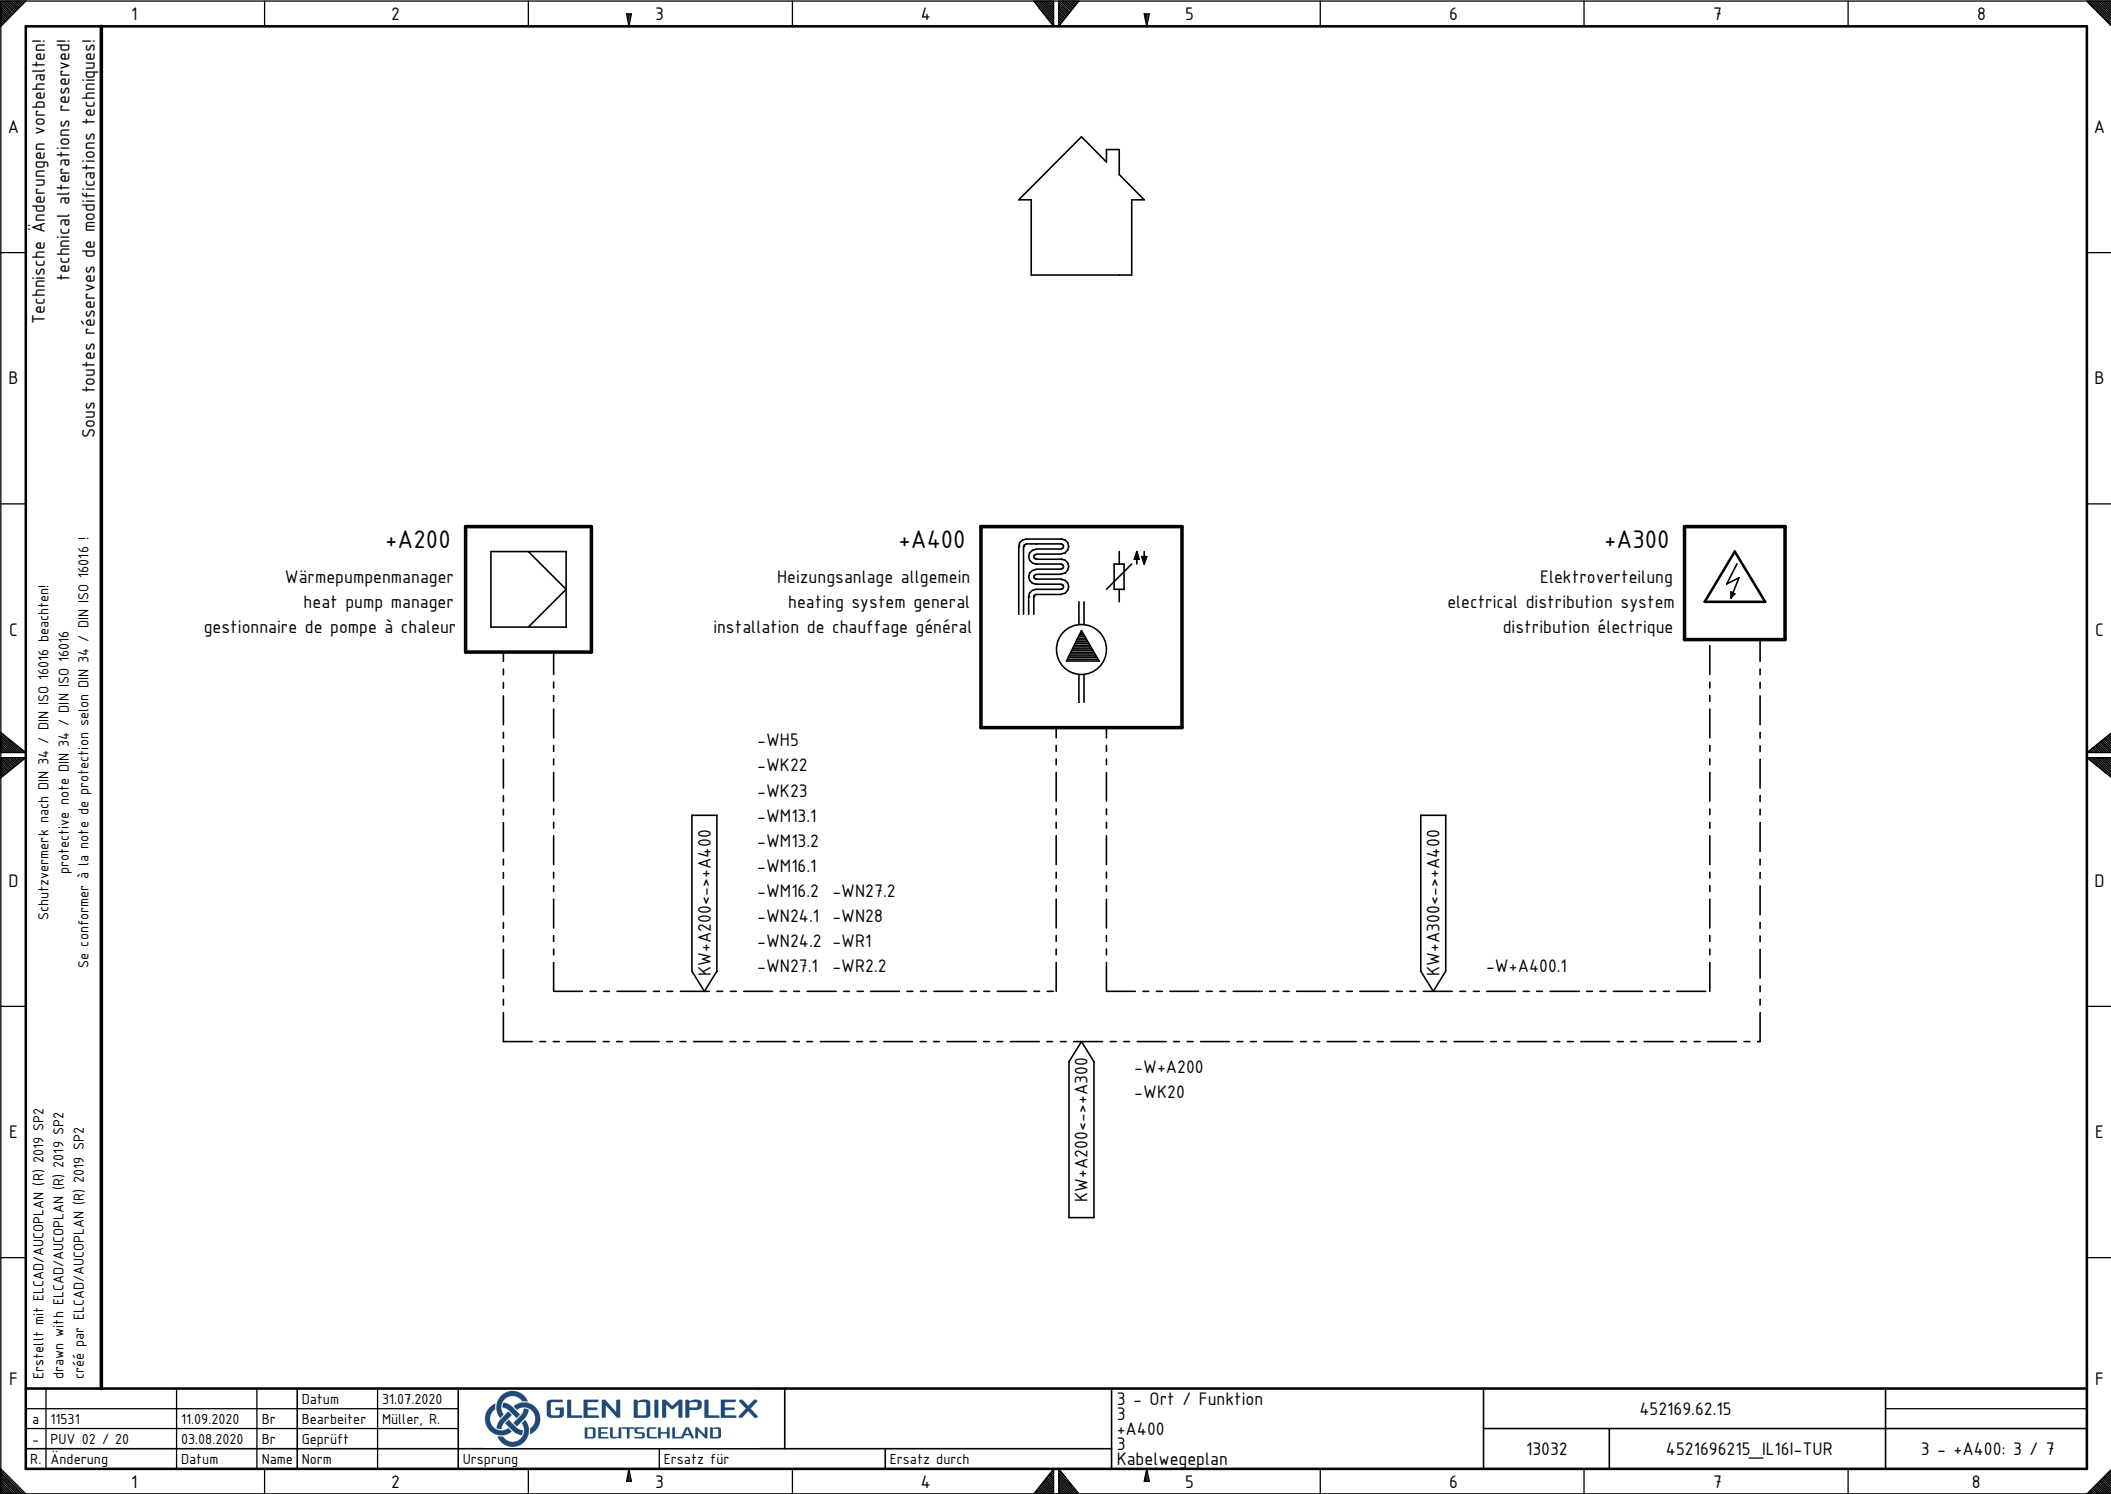 1 2 3 4 5 6 7 8
A A
B B
C C
D D
E E
F F
Technische Änderungen vorbehalten!
technical alterations reserved!
Sous toutes réserves de modifications techniques!
Schutzvermerk nach DIN 34 / DIN ISO 16016 beachten!
protective note DIN 34 / DIN ISO 16016
Se conformer à la note de protection selon DIN 34 / DIN ISO 16016 !
Erstellt mit ELCAD/AUCOPLAN (R) 2019 SP2
drawn with ELCAD/AUCOPLAN (R) 2019 SP2
créé par ELCAD/AUCOPLAN (R) 2019 SP2
+A200
Wärmepumpenmanager
heat pump manager
gestionnaire de pompe à chaleur
+A400
Heizungsanlage allgemein
heating system general
installation de chauffage général
+A300
Elektroverteilung
electrical distribution system
distribution électrique
KW+A200<-->+A400
-WH5
-WK22
-WK23
-WM13.1
-WM13.2
-WM16.1
-WM16.2 -WN27.2
-WN24.1 -WN28
-WN24.2 -WR1
-WN27.1 -WR2.2
KW+A300<-->+A400
-W+A400.1
KW+A200<-->+A300
-W+A200
-WK20
Datum 31.07.2020
a 11531 11.09.2020 Br Bearbeiter Müller, R.
- PUV 02 / 20 03.08.2020 Br Geprüft
R. Änderung Datum Name Norm
GLEN DIMPLEX
DEUTSCHLAND
Ursprung Ersatz für Ersatz durch
3 - Ort / Funktion
3
+A400
3
Kabelwegeplan
452169.62.15
13032 4521696215_IL16I-TUR 3 - +A400: 3 / 7
1 2 3 4 5 6 7 8